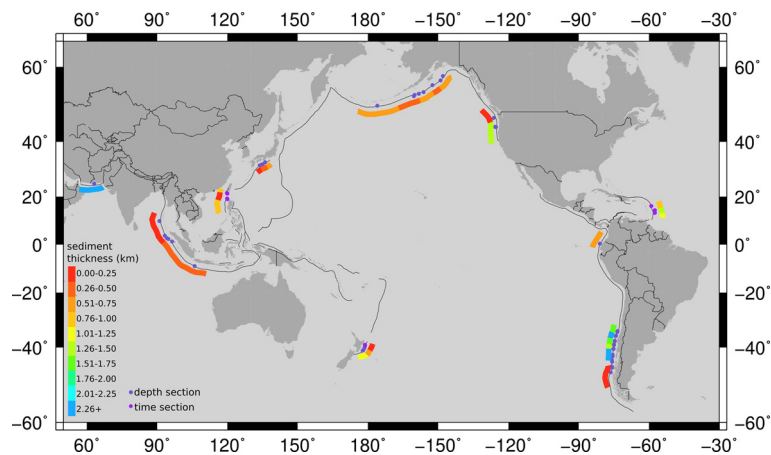 60° 90° 120° 150° 180° −150° −120° −90° −60° −30°
60° 60°
40° 40°
20° 20°
0° 0°
−20° −20°
−40° −40°
−60° −60°
sediment
thickness (km)
0.00-0.25
0.26-0.50
0.51-0.75
0.76-1.00
1.01-1.25
1.26-1.50
1.51-1.75
1.76-2.00
2.01-2.25
2.26+
depth section
time section
60° 90° 120° 150° 180° −150° −120° −90° −60° −30°